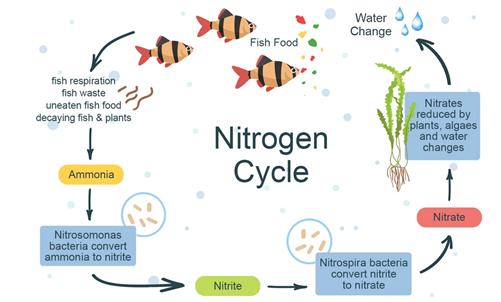 Water
Change
Fish Food
fish respiration
fish waste
uneaten fish food
decaying fish & plants
Nitrates
reduced by
plants, algaes
and water
changes
Nitrogen
Cycle
Ammonia
Nitrate
Nitrosomonas
bacteria convert
ammonia to nitrite
Nitrospira bacteria
convert nitrite
to nitrate
Nitrite